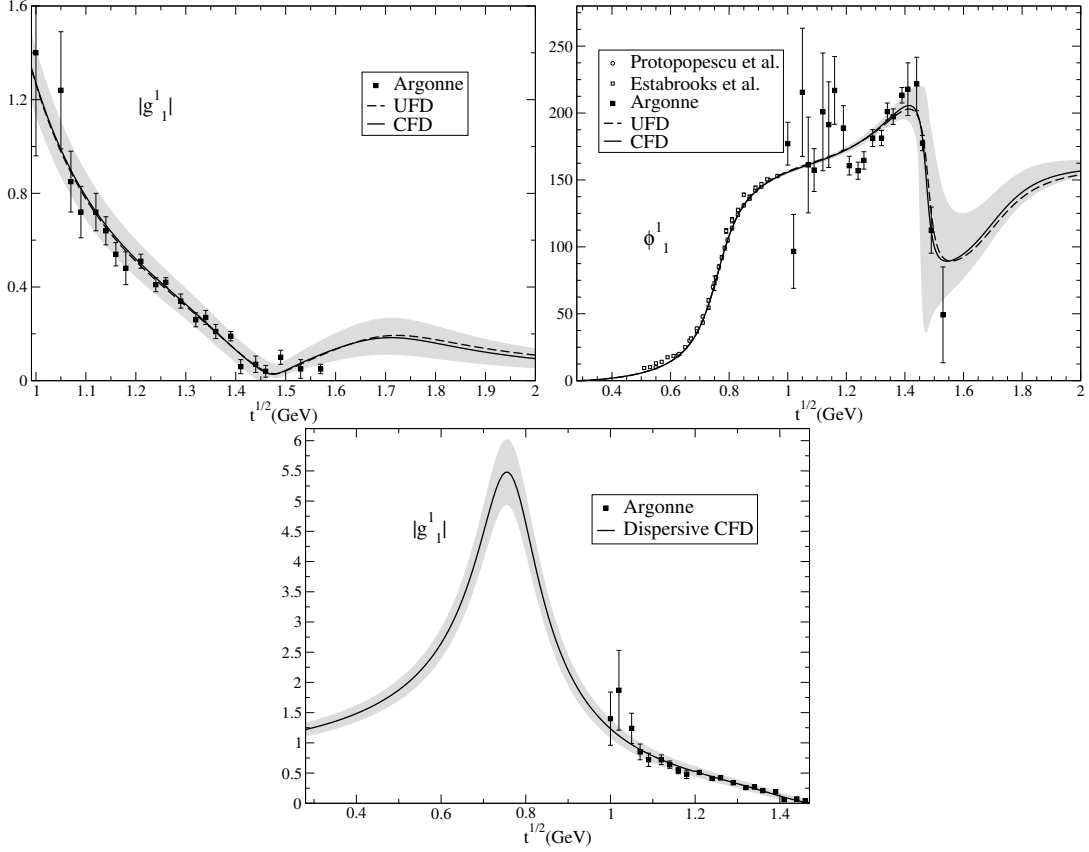 1.6
1.2
0.8
0.4
0
|g¹₁|
Argonne
UFD
CFD
1 1.1 1.2 1.3 1.4 1.5 1.6 1.7 1.8 1.9 2
t^1/2(GeV)
250
200
150
100
50
0
Protopopescu et al.
Estabrooks et al.
Argonne
UFD
CFD
ϕ¹₁
0.4 0.6 0.8 1 1.2 1.4 1.6 1.8 2
t^1/2(GeV)
6
5.5
5
4.5
4
3.5
3
2.5
2
1.5
1
0.5
0
|g¹₁|
Argonne
Dispersive CFD
0.4 0.6 0.8 1 1.2 1.4
t^1/2(GeV)